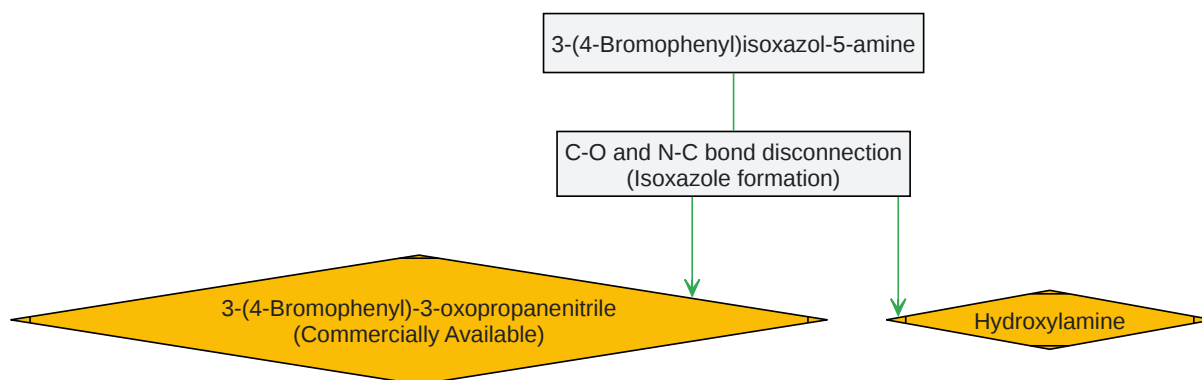 3-(4-Bromophenyl)isoxazol-5-amine
C-O and N-C bond disconnection
(Isoxazole formation)
3-(4-Bromophenyl)-3-oxopropanenitrile
(Commercially Available)
Hydroxylamine